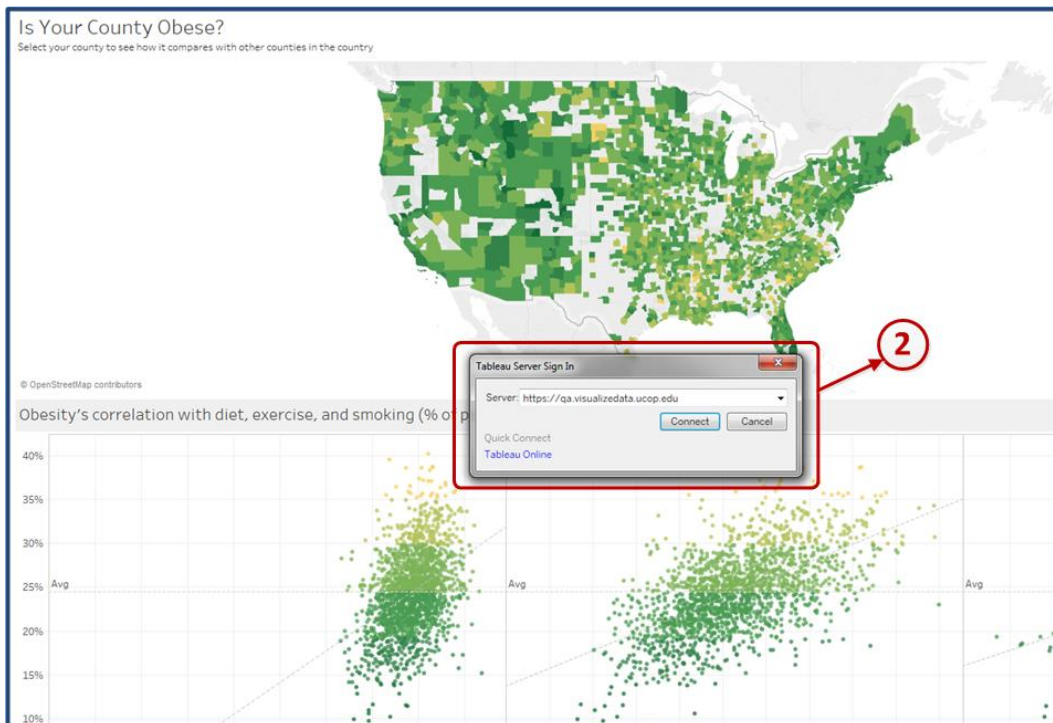 Is Your County Obese?
Select your county to see how it compares with other counties in the country
2
Tableau Server Sign In
Server: https://qa.visualizedata.ucop.edu
Connect Cancel
Quick Connect
Tableau Online
© OpenStreetMap contributors
Obesity's correlation with diet, exercise, and smoking (% of p
40%
35%
30%
25% Avg Avg Avg
20%
15%
10%